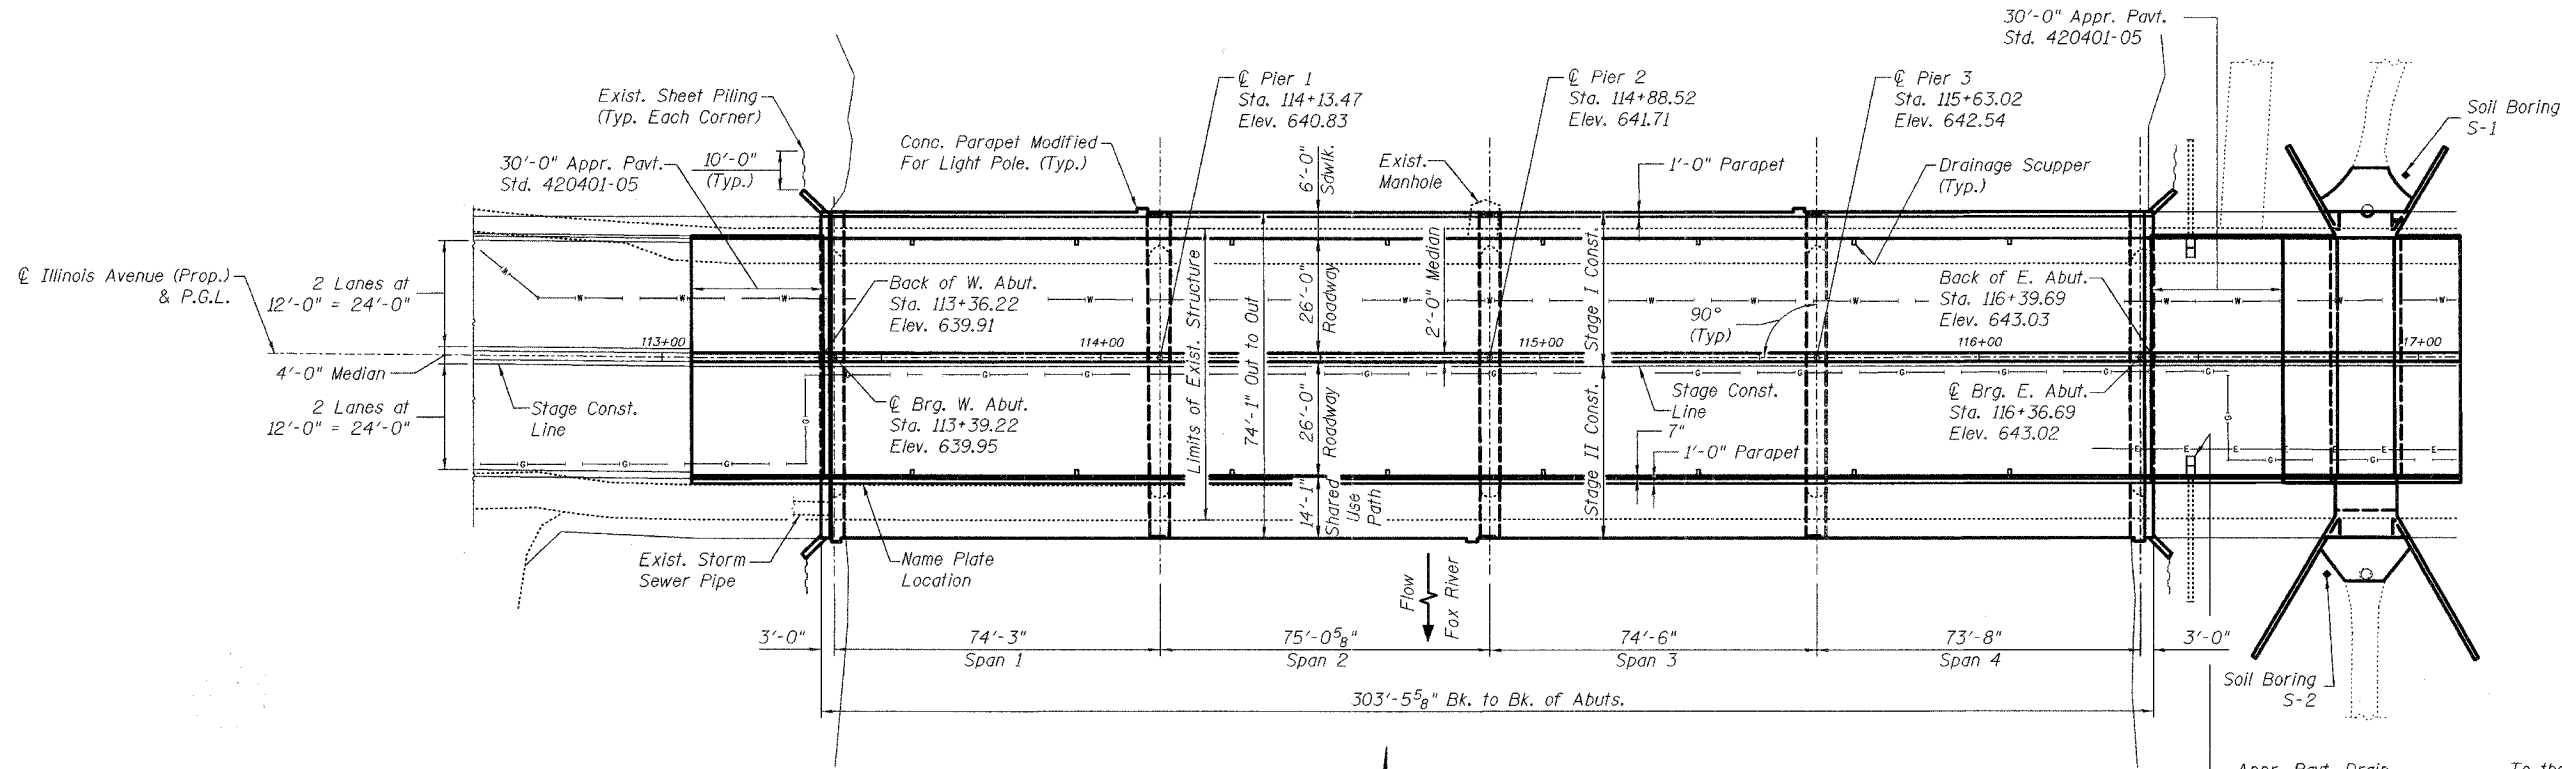 30'-0" Appr. Pavt.
Std. 420401-05
℄ Pier 1
Sta. 114+13.47
Elev. 640.83
℄ Pier 2
Sta. 114+88.52
Elev. 641.71
℄ Pier 3
Sta. 115+63.02
Elev. 642.54
Exist. Sheet Piling
(Typ. Each Corner)
Soil Boring
S-1
30'-0" Appr. Pavt.
Std. 420401-05
10'-0"
(Typ.)
Conc. Parapet Modified
For Light Pole. (Typ.)
6'-0"
Sdwlk.
Exist.
Manhole
1'-0" Parapet
Drainage Scupper
(Typ.)
℄ Illinois Avenue (Prop.)
& P.G.L.
2 Lanes at
12'-0" = 24'-0"
4'-0" Median
2 Lanes at
12'-0" = 24'-0"
Stage Const.
Line
113+00
Back of W. Abut.
Sta. 113+36.22
Elev. 639.91
114+00
℄ Brg. W. Abut.
Sta. 113+39.22
Elev. 639.95
Limits of Exist. Structure
74'-1" Out to Out
26'-0"
Roadway
26'-0"
Roadway
14'-1"
Shared
Use
Path
2'-0" Median
115+00
Stage I Const.
Stage II Const.
90°
(Typ)
Stage Const.
Line
7"
1'-0" Parapet
Back of E. Abut.
Sta. 116+39.69
Elev. 643.03
116+00
17+00
℄ Brg. E. Abut.
Sta. 116+36.69
Elev. 643.02
W W W W W W W W W W W W
G G G G G G G G G G G G
E E E E E E
Exist. Storm
Sewer Pipe
Name Plate
Location
Flow
Fox River
3'-0"
74'-3"
Span 1
75'-0 5/8"
Span 2
74'-6"
Span 3
73'-8"
Span 4
3'-0"
303'-5 5/8" Bk. to Bk. of Abuts.
Soil Boring
S-2
Appr. Pavt. Drain
To the